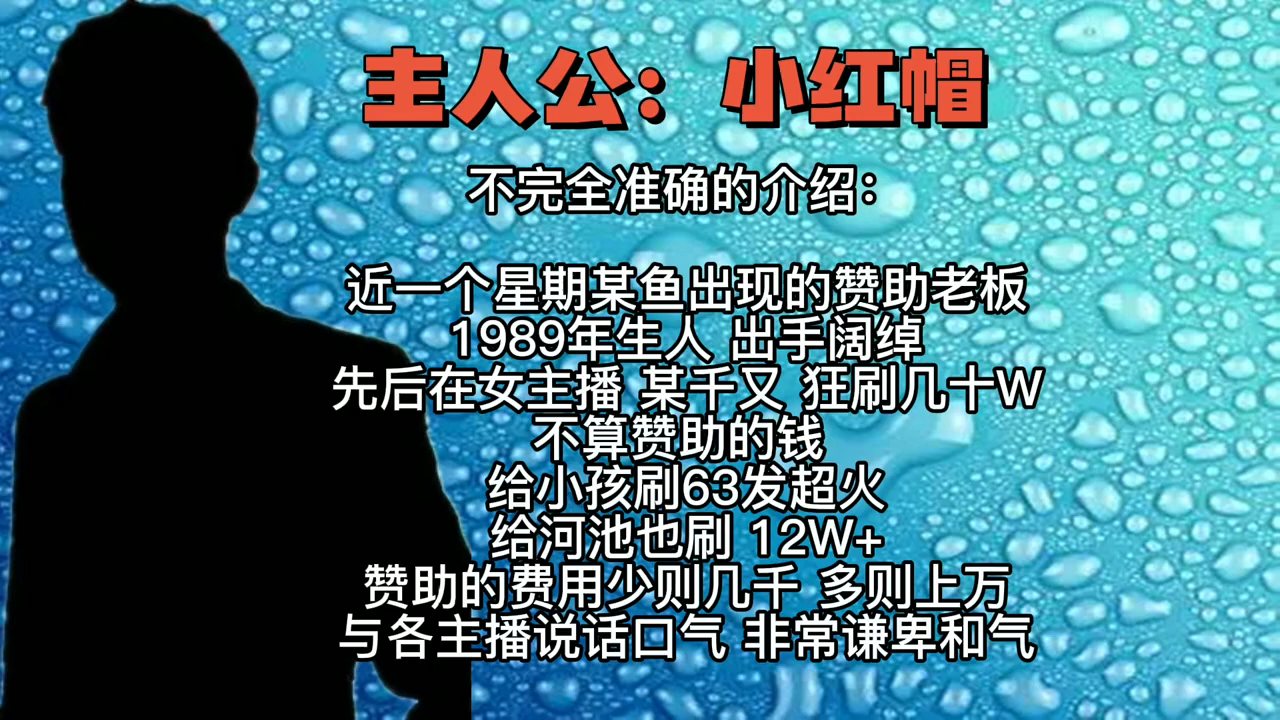 主人公：小红帽
不完全准确的介绍：
近一个星期某鱼出现的赞助老板
1989年生人 出手阔绰
先后在女主播 某千又 狂刷几十W
不算赞助的钱
给小孩刷63发超火
给河池也刷 12W+
赞助的费用少则几千 多则上万
与各主播说话口气 非常谦卑和气